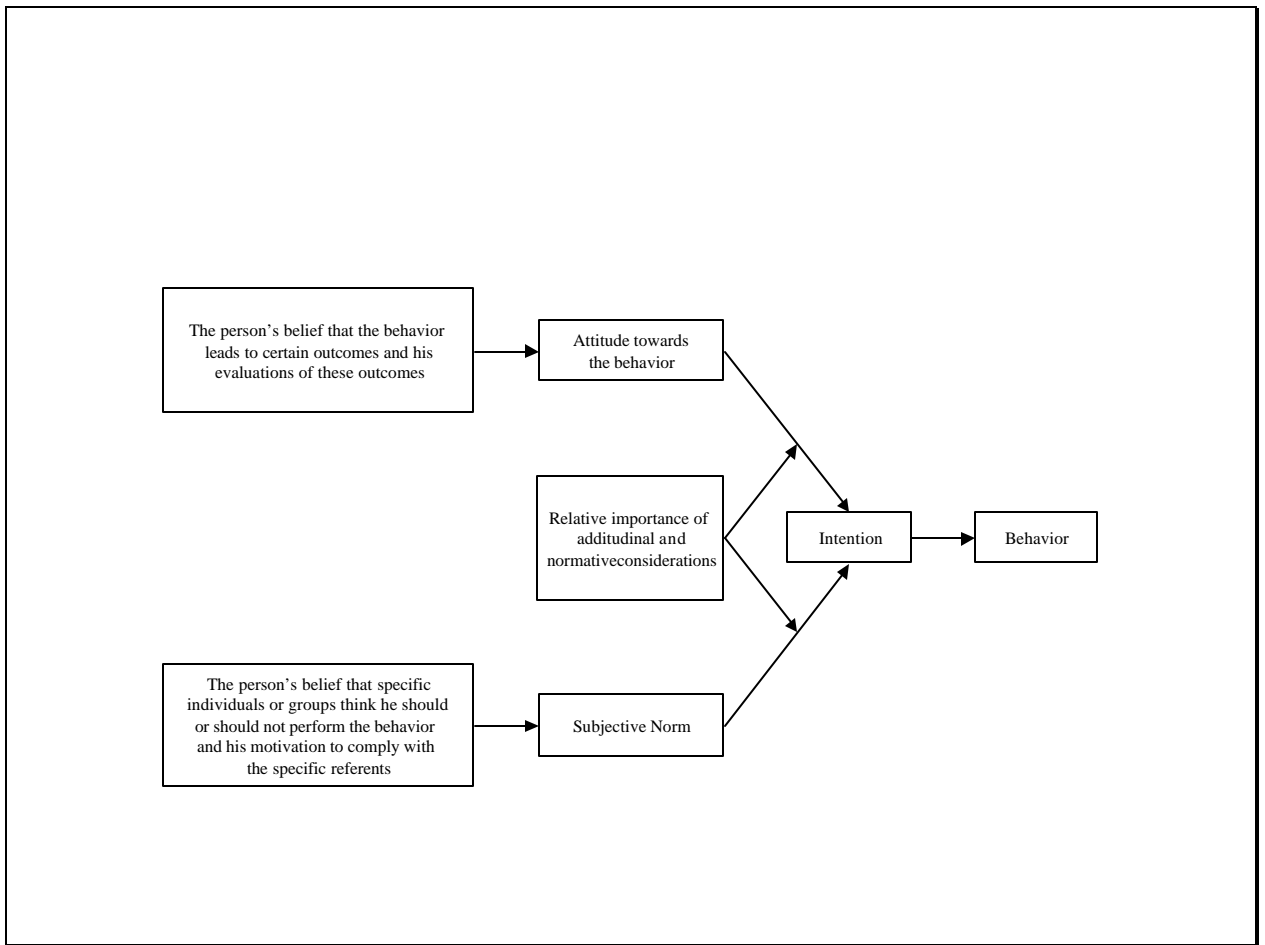 The person’s belief that the behavior
leads to certain outcomes and his
evaluations of these outcomes
Attitude towards
the behavior
Relative importance of
additudinal and
normativeconsiderations
Intention
Behavior
The person’s belief that specific
individuals or groups think he should
or should not perform the behavior
and his motivation to comply with
the specific referents
Subjective Norm